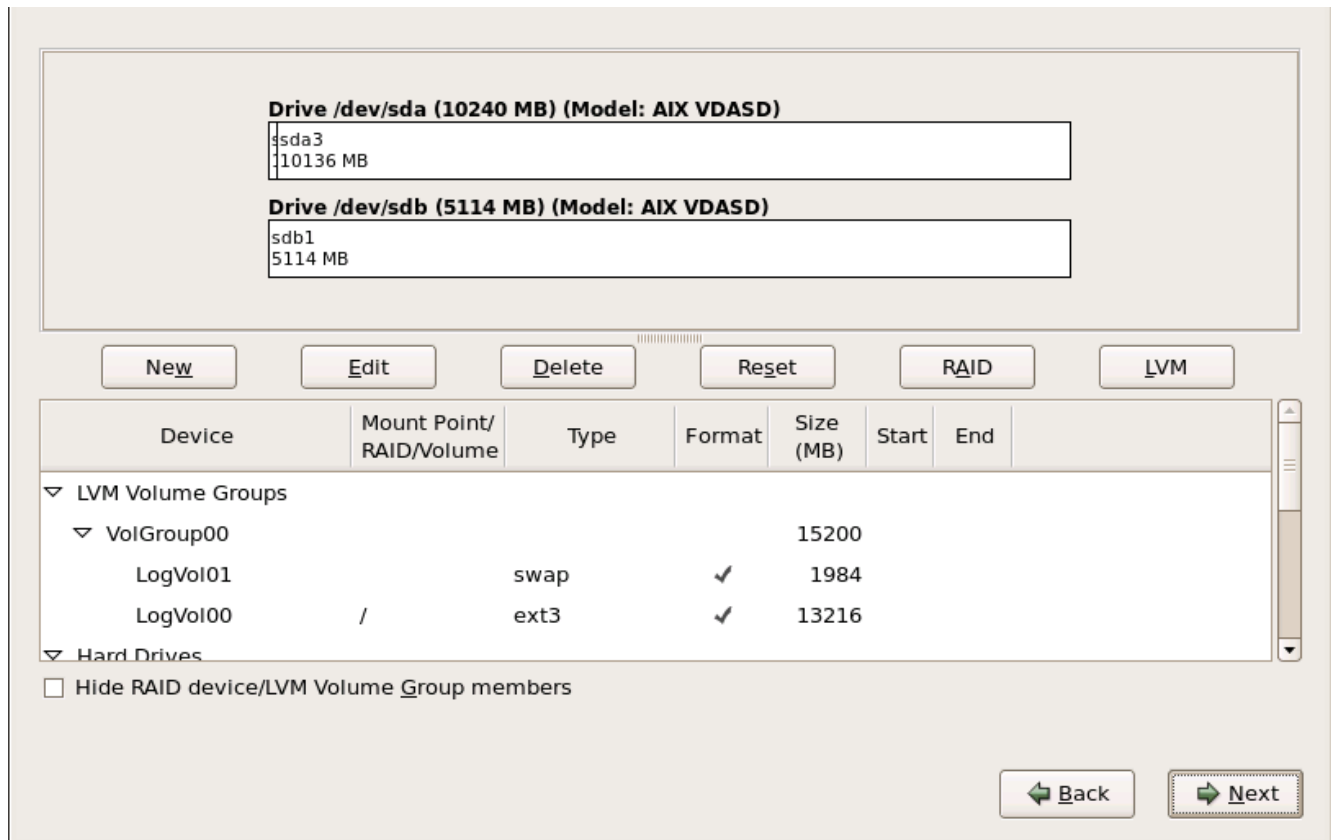 Drive /dev/sda (10240 MB) (Model: AIX VDASD)
sda3
10136 MB
Drive /dev/sdb (5114 MB) (Model: AIX VDASD)
sdb1
5114 MB
New Edit Delete Reset RAID LVM
Device Mount Point/ RAID/Volume Type Format Size (MB) Start End
LVM Volume Groups
VolGroup00 15200
LogVol01 swap 1984
LogVol00 / ext3 13216
Hard Drives
Hide RAID device/LVM Volume Group members
Back Next